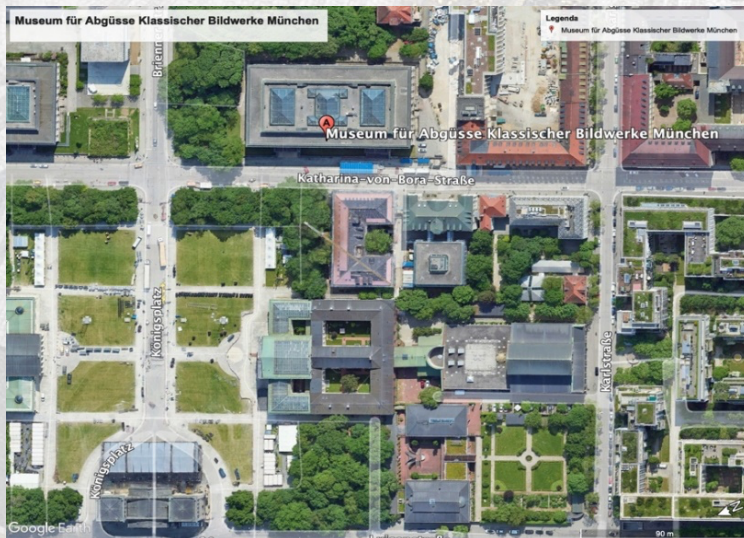 Museum für Abgüsse Klassischer Bildwerke München
Legenda
Museum für Abgüsse Klassischer Bildwerke München
Brienner
A
Museum für Abgüsse Klassischer Bildwerke München
Katharina-von Bora-Straße
Königsplatz
Karlstraße
Königsplatz
N
Google Earth
90 m